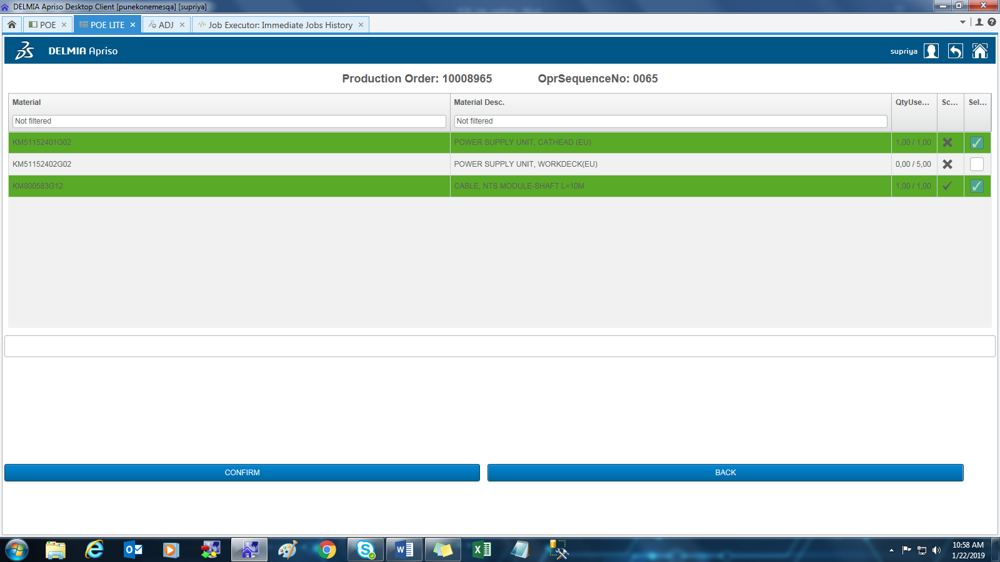 DELMIA Apriso Desktop Client [punekonemesqa] [supriya]
POE
POE LITE
ADJ
Job Executor: Immediate Jobs History
DELMIA Apriso
supriya
Production Order: 10008965 OprSequenceNo: 0065
Material Material Desc. QtyUse... Sc... Sel...
Not filtered Not filtered
KM51152401G02 POWER SUPPLY UNIT, CATHEAD (EU) 1,00 / 1,00
KM51152402G02 POWER SUPPLY UNIT, WORKDECK(EU) 0,00 / 5,00
KM800583G12 CABLE, NTS MODULE-SHAFT L=10M 1,00 / 1,00
CONFIRM BACK
10:58 AM
1/22/2019